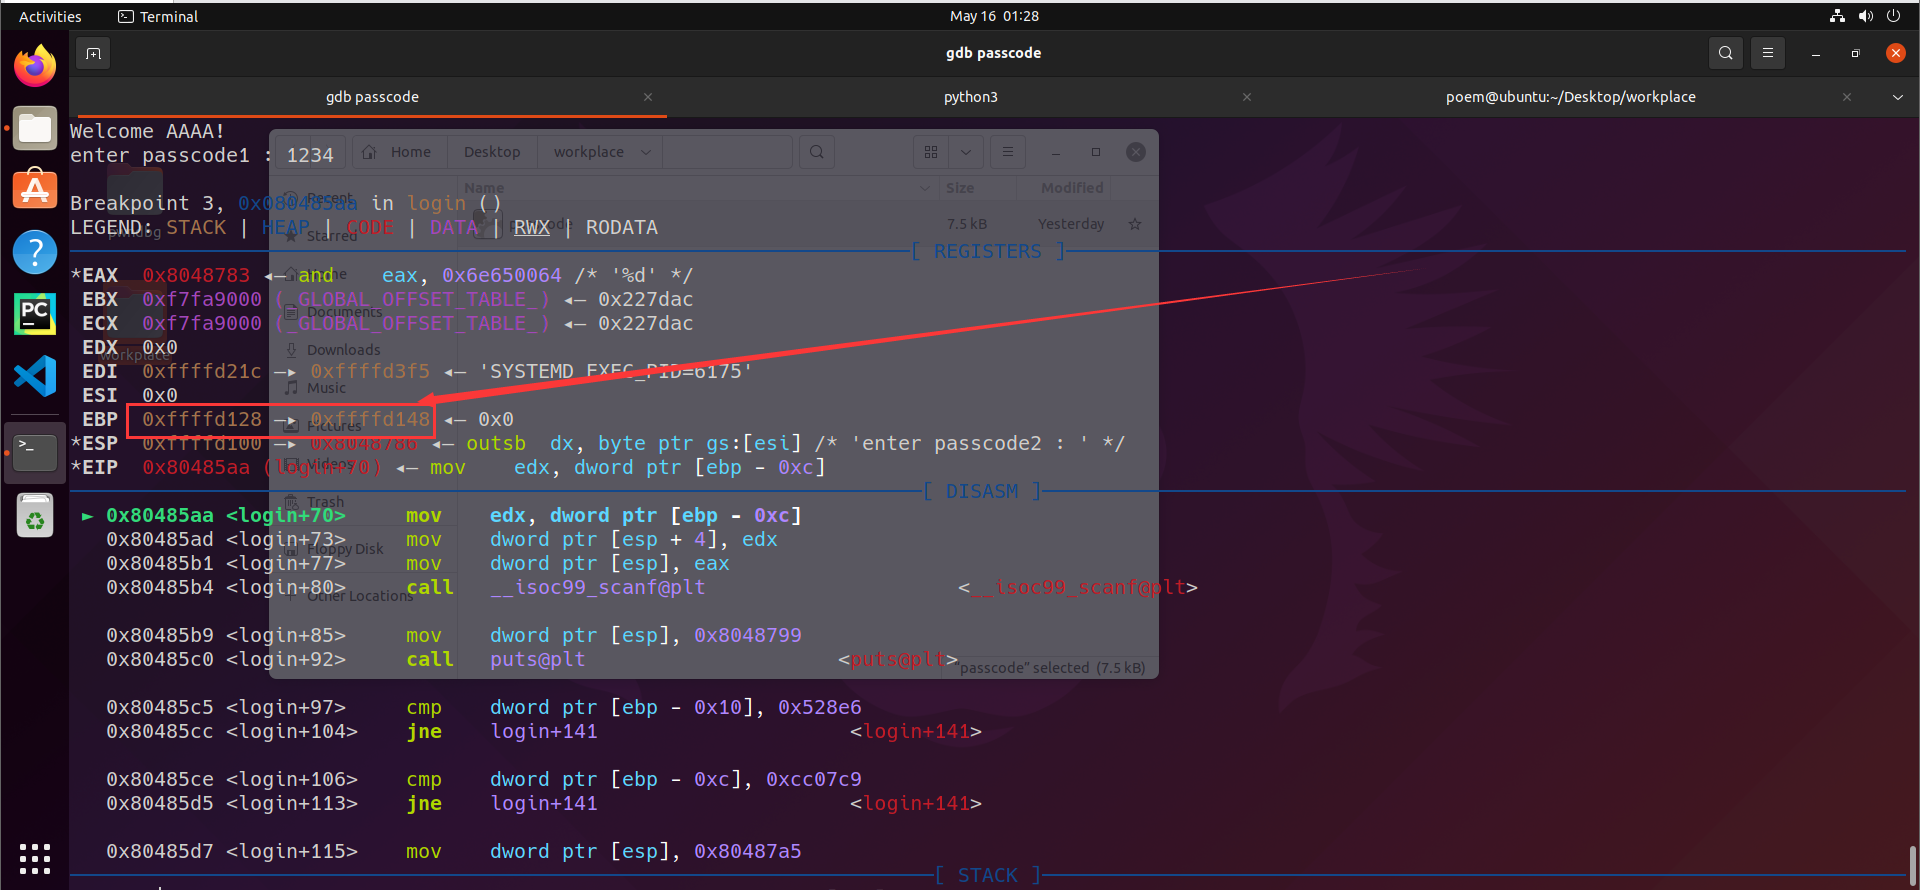 Activities Terminal May 16 01:28
gdb passcode
gdb passcode × python3 × poem@ubuntu:~/Desktop/workplace ×
Welcome AAAA!
enter passcode1 : 1234
Home Desktop workplace
Recent Name Size Modified
Breakpoint 3, 0x080485aa in login ()
7.5 kB Yesterday
LEGEND: STACK | HEAP | CODE | DATA | RWX | RODATA
pwndbg
Starred
[ REGISTERS ]
*EAX 0x8048783 ◂— and eax, 0x6e650064 /* '%d' */
EBX 0xf7fa9000 (_GLOBAL_OFFSET_TABLE_) ◂— 0x227dac
Documents
ECX 0xf7fa9000 (_GLOBAL_OFFSET_TABLE_) ◂— 0x227dac
EDX 0x0
workplace
Downloads
EDI 0xffffd21c —▸ 0xffffd3f5 ◂— 'SYSTEMD_EXEC_PID=6175'
Music
ESI 0x0
EBP 0xffffd128 —▸ 0xffffd148 ◂— 0x0
Pictures
*ESP 0xffffd100 —▸ 0x8048786 ◂— outsb dx, byte ptr gs:[esi] /* 'enter passcode2 : ' */
Videos
*EIP 0x80485aa (login+70) ◂— mov edx, dword ptr [ebp - 0xc]
[ DISASM ]
Trash
► 0x80485aa <login+70> mov edx, dword ptr [ebp - 0xc]
0x80485ad <login+73> mov dword ptr [esp + 4], edx
Floppy Disk
0x80485b1 <login+77> mov dword ptr [esp], eax
0x80485b4 <login+80> call __isoc99_scanf@plt <__isoc99_scanf@plt>
Other Locations
0x80485b9 <login+85> mov dword ptr [esp], 0x8048799
0x80485c0 <login+92> call puts@plt <puts@plt>
"passcode" selected (7.5 kB)
0x80485c5 <login+97> cmp dword ptr [ebp - 0x10], 0x528e6
0x80485cc <login+104> jne login+141 <login+141>
0x80485ce <login+106> cmp dword ptr [ebp - 0xc], 0xcc07c9
0x80485d5 <login+113> jne login+141 <login+141>
0x80485d7 <login+115> mov dword ptr [esp], 0x80487a5
[ STACK ]